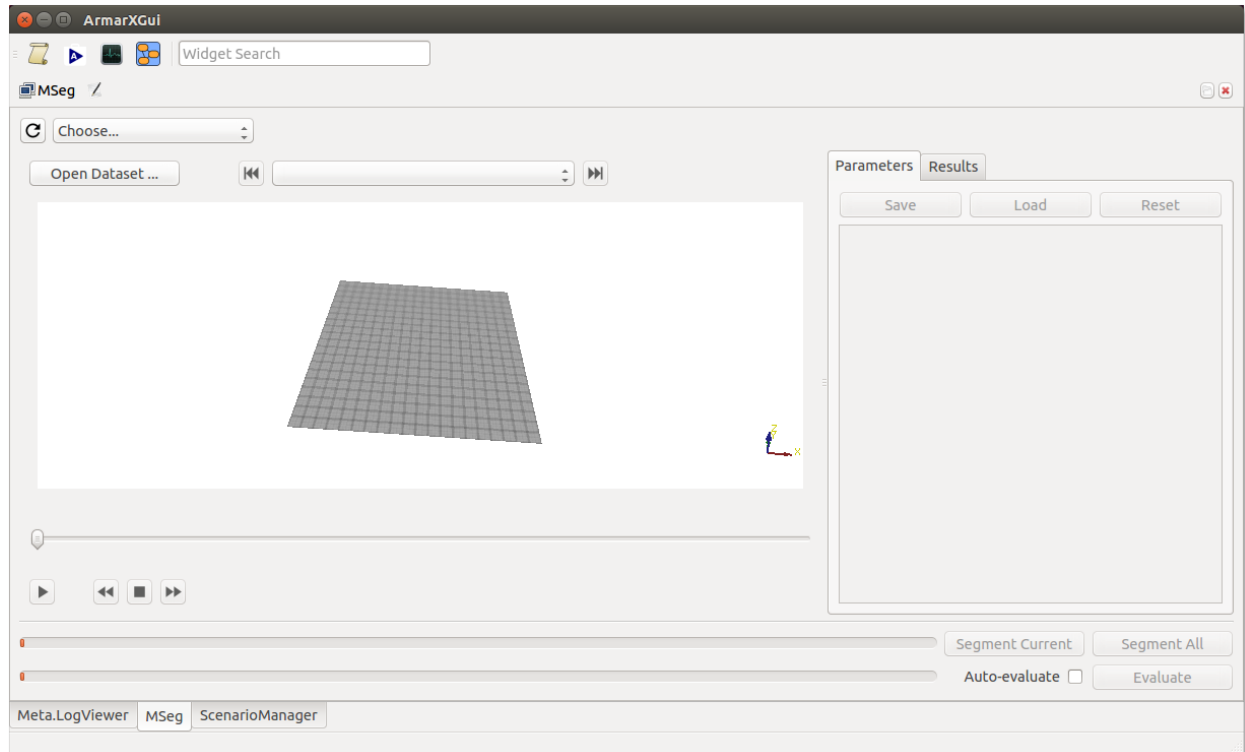 ArmarXGui
Widget Search
MSeg
Choose...
Open Dataset ...
Parameters Results
Save Load Reset
Z
Y
X
Segment Current Segment All
Auto-evaluate Evaluate
Meta.LogViewer MSeg ScenarioManager